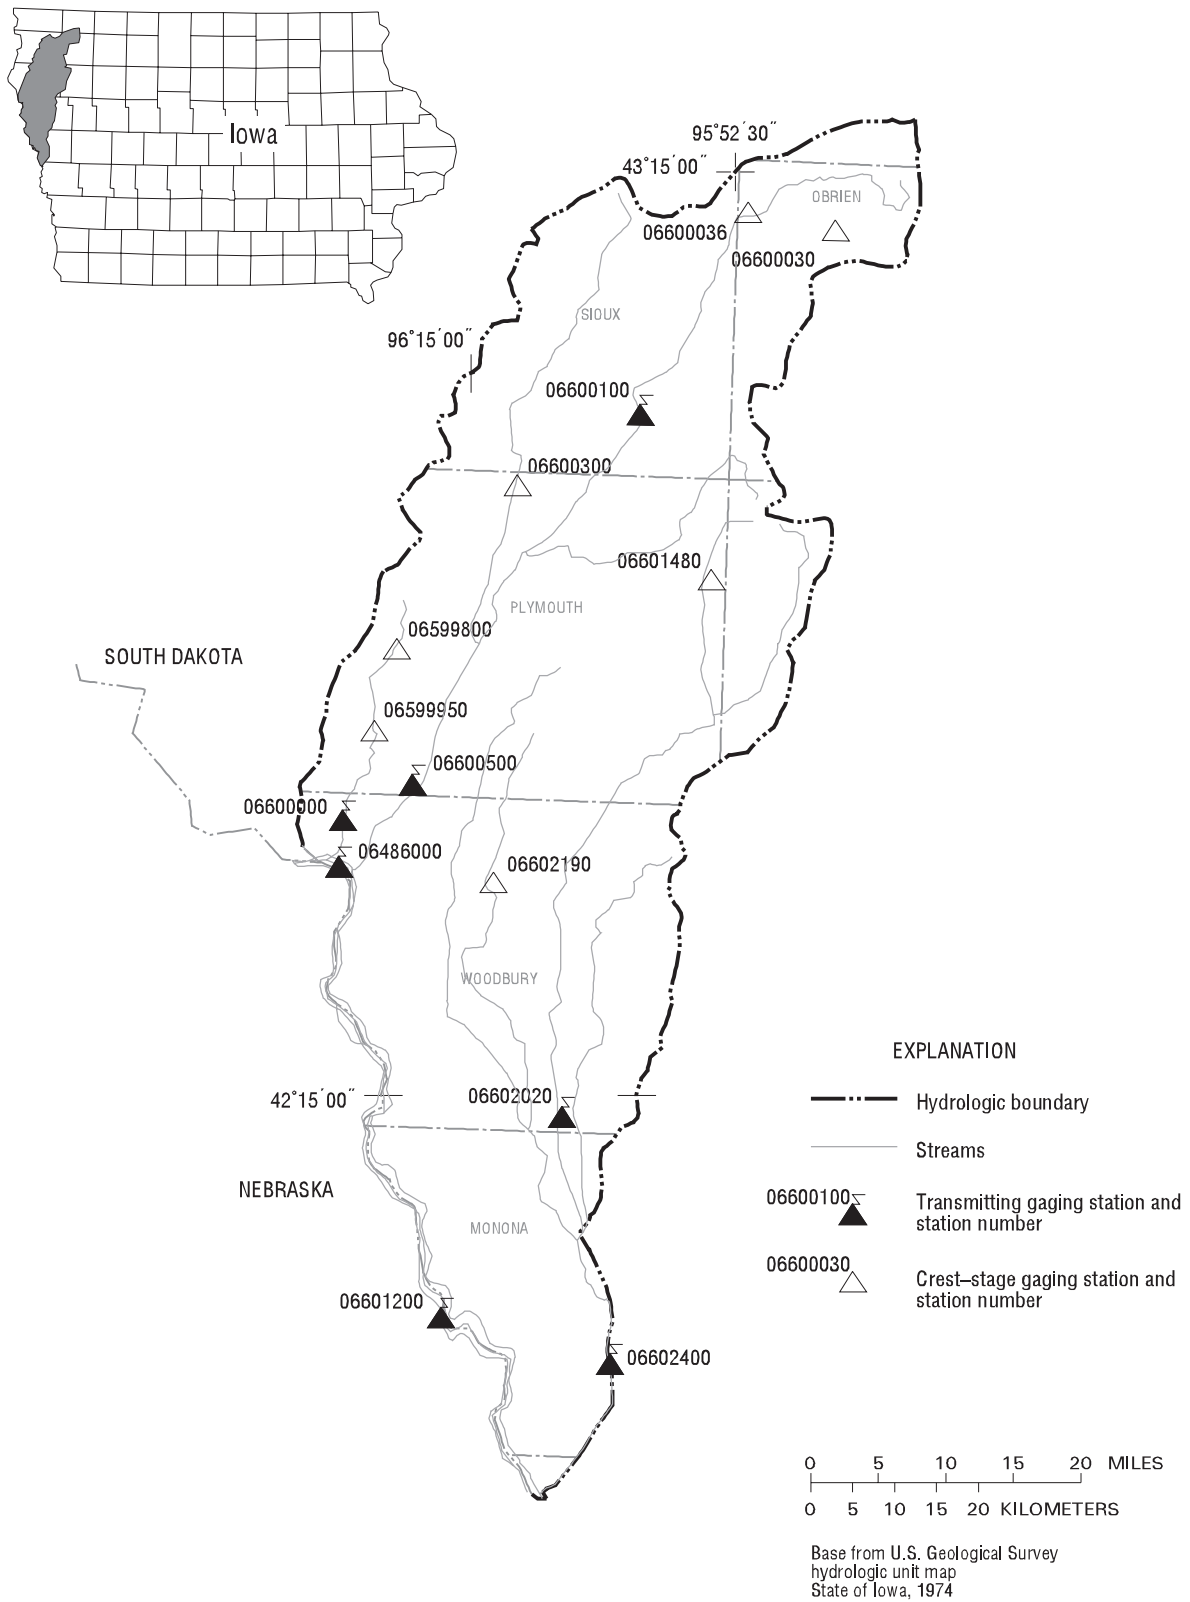 Iowa
95°52´30˝
43°15´00˝
OBRIEN
06600036
06600030
SIOUX
96°15´00˝
06600100
06600300
06601480
PLYMOUTH
06599800
SOUTH DAKOTA
06599950
06600500
06600000
06486000
06602190
WOODBURY
EXPLANATION
42°15´00˝
06602020
Hydrologic boundary
Streams
NEBRASKA
06600100
Transmitting gaging station and
station number
MONONA
06600030
Crest–stage gaging station and
station number
06601200
06602400
0 5 10 15 20 MILES
0 5 10 15 20 KILOMETERS
Base from U.S. Geological Survey
hydrologic unit map
State of Iowa, 1974